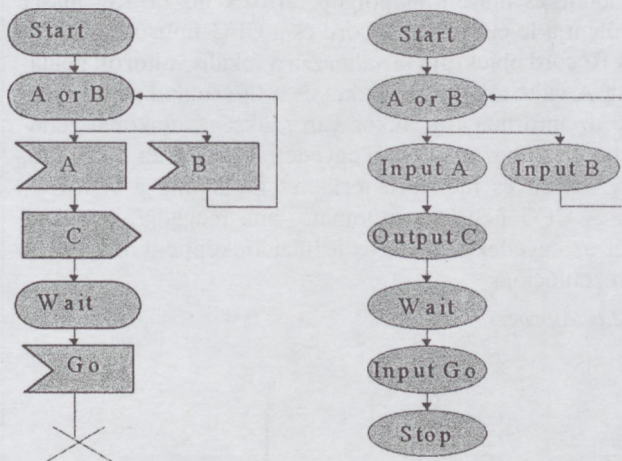 Start
A or B
A
B
C
Wait
Go
Start
A or B
Input A
Input B
Output C
Wait
Input Go
Stop